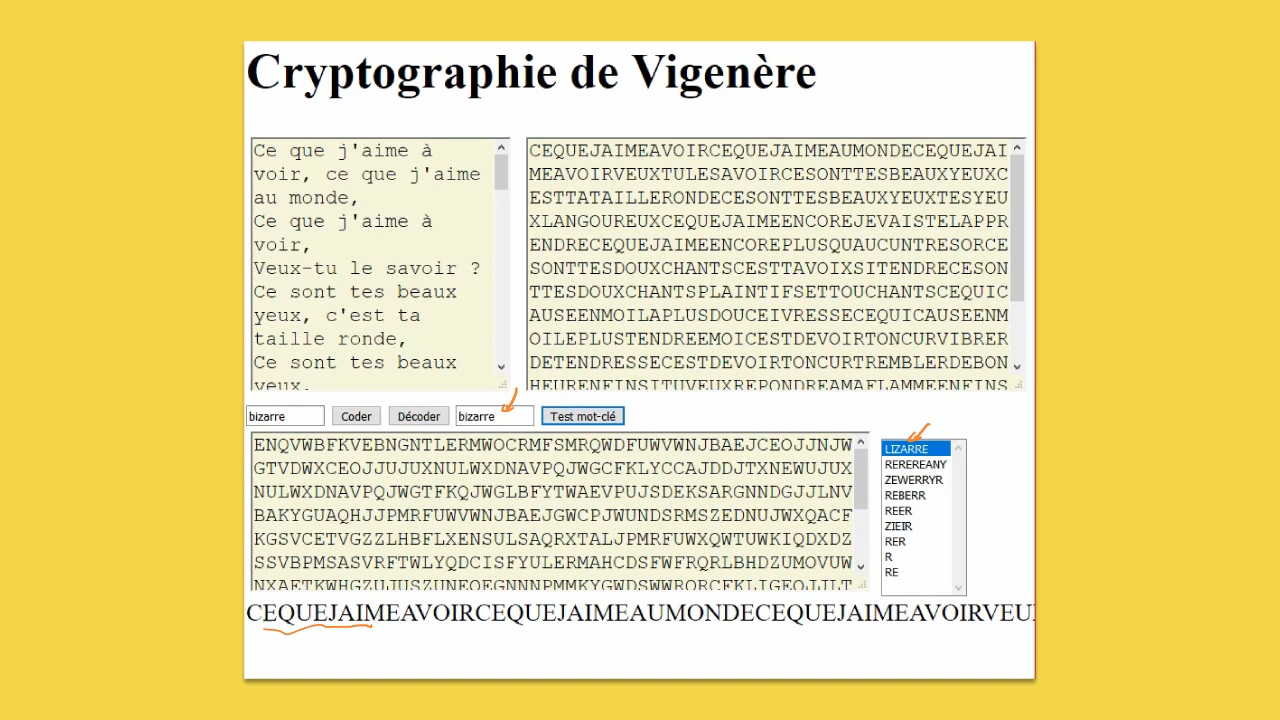 Cryptographie de Vigenère
Ce que j'aime à
voir, ce que j'aime
au monde,
Ce que j'aime à
voir,
Veux-tu le savoir ?
Ce sont tes beaux
yeux, c'est ta
taille ronde,
Ce sont tes beaux
yeux,
CEQUEJAIMEAVOIRCEQUEJAIMEAUMONDECEQUEJAI
MEAVOIRVEUXTULESAVOIRCESONTTESBEAUXYEUXC
ESTTATAILLERONDECESONTTESBEAUXYEUXTESYEU
XLANGOUREUXCEQUEJAIMEENCOREJEVAISTELAPPR
ENDRECEQUEJAIMEENCOREPLUSQUAUCUNTRESORCE
SONTTESDOUXCHANTSCESTTAVOIXSITENDRECESON
TTESDOUXCHANTSPLAINTIFSETTOUCHANTSCEQUIC
AUSEENMOILAPLUSDOUCEIVRESSECEQUICAUSEENM
OILEPLUSTENDREEMOICESTDEVOIRTONCURVIBRER
DETENDRESSECESTDEVOIRTONCURTREMBLERDEBON
HEURENFINSITUVEUXREPONDREAMAFLAMMEENFINS
bizarre
Coder
Décoder
bizarre
Test mot-clé
ENQVWBFKVEBNGNTLERMWOCRMFSMRQWDFUWVWNJBAEJCEOJJNJW
GTVDWXCEOJJUJUXNULWXDNAVPQJWGCFKLYCCAJDDJTXNEWUJUX
NULWXDNAVPQJWGTFKQJWGLBFYTWAEVPUJSDEKSARGNNDGJJLNV
BAKYGUAQHJJPMRFUWVWNJBAEJGWCPJWUNDSRMSZEDNUJWXQACF
KGSVCETVGZZLHBFLXENSULSAQRXTALJPMRFUWXQWTUWKIQDXDZ
SSVBPMSASVRFTWLYQDCISFYULERMAHCDSFWFRQRLBHDZUMOVUW
LIZARRE
REREREANY
ZEWERRYR
REBERR
REER
ZIEIR
RER
R
RE
CEQUEJAIMEAVOIRCEQUEJAIMEAUMONDECEQUEJAIMEAVOIRVEU